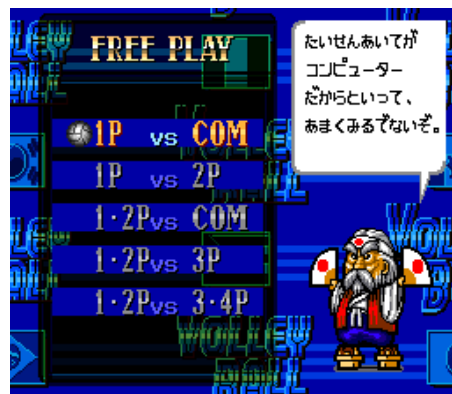 FREE PLAY
1P vs COM
1P vs 2P
1·2P vs COM
1·2P vs 3P
1·2P vs 3·4P
たいせんあいてが
コンピューター
だからといって、
あまくみるでないぞ。
VOLLEY
BALL